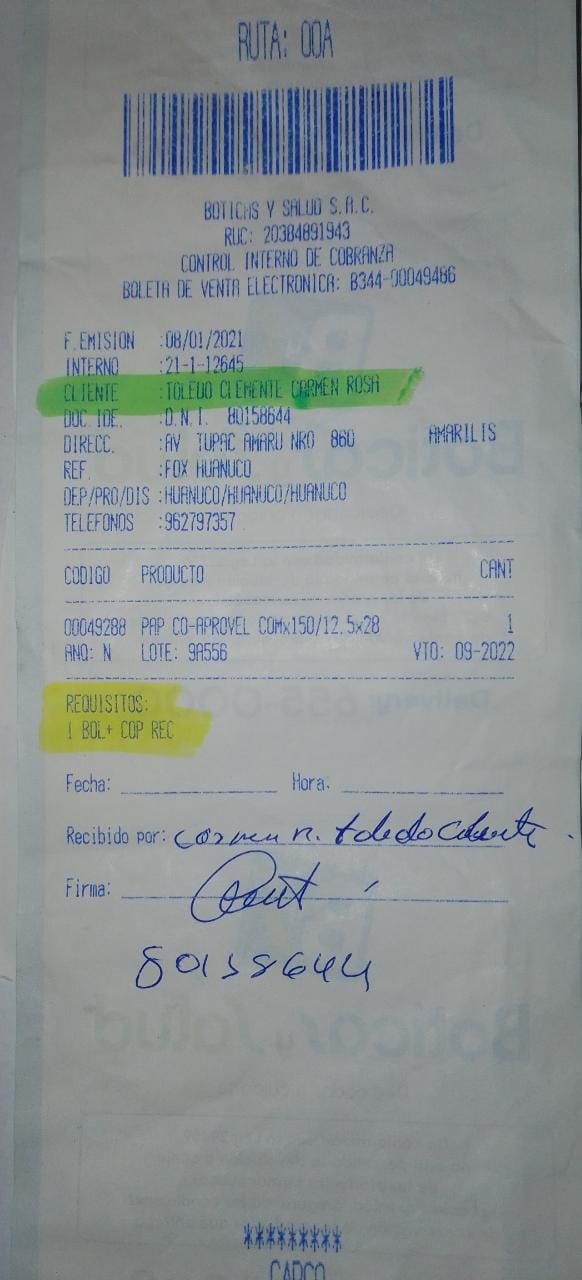 RUTA: 00A
BOTICAS Y SALUD S.A.C.
RUC: 20384891943
CONTROL INTERNO DE COBRANZA
BOLETA DE VENTA ELECTRONICA: B344-00049486
F.EMISION :08/01/2021
INTERNO :21-1-12645
CLIENTE :TOLEDO CLEMENTE CARMEN ROSA
DOC.IDE. :D.N.I. 80158644
DIRECC. :AV TUPAC AMARU NRO 860 AMARILIS
REF. :FOX HUANUCO
DEP/PRO/DIS :HUANUCO/HUANUCO/HUANUCO
TELEFONOS :962797357
CODIGO PRODUCTO CANT
00049288 PAP CO-APROVEL COMx150/12.5x28 1
ANQ: N LOTE: 9A556 VTO: 09-2022
REQUISITOS:
1 BOL+ COP REC
Fecha: Hora:
Recibido por: Carmen R. toledo Clemente.
Firma:
80158644
*********
CARGO